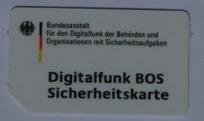 Bundesanstalt
für den Digitalfunk der Behörden und
Organisationen mit Sicherheitsaufgaben
Digitalfunk BOS
Sicherheitskarte